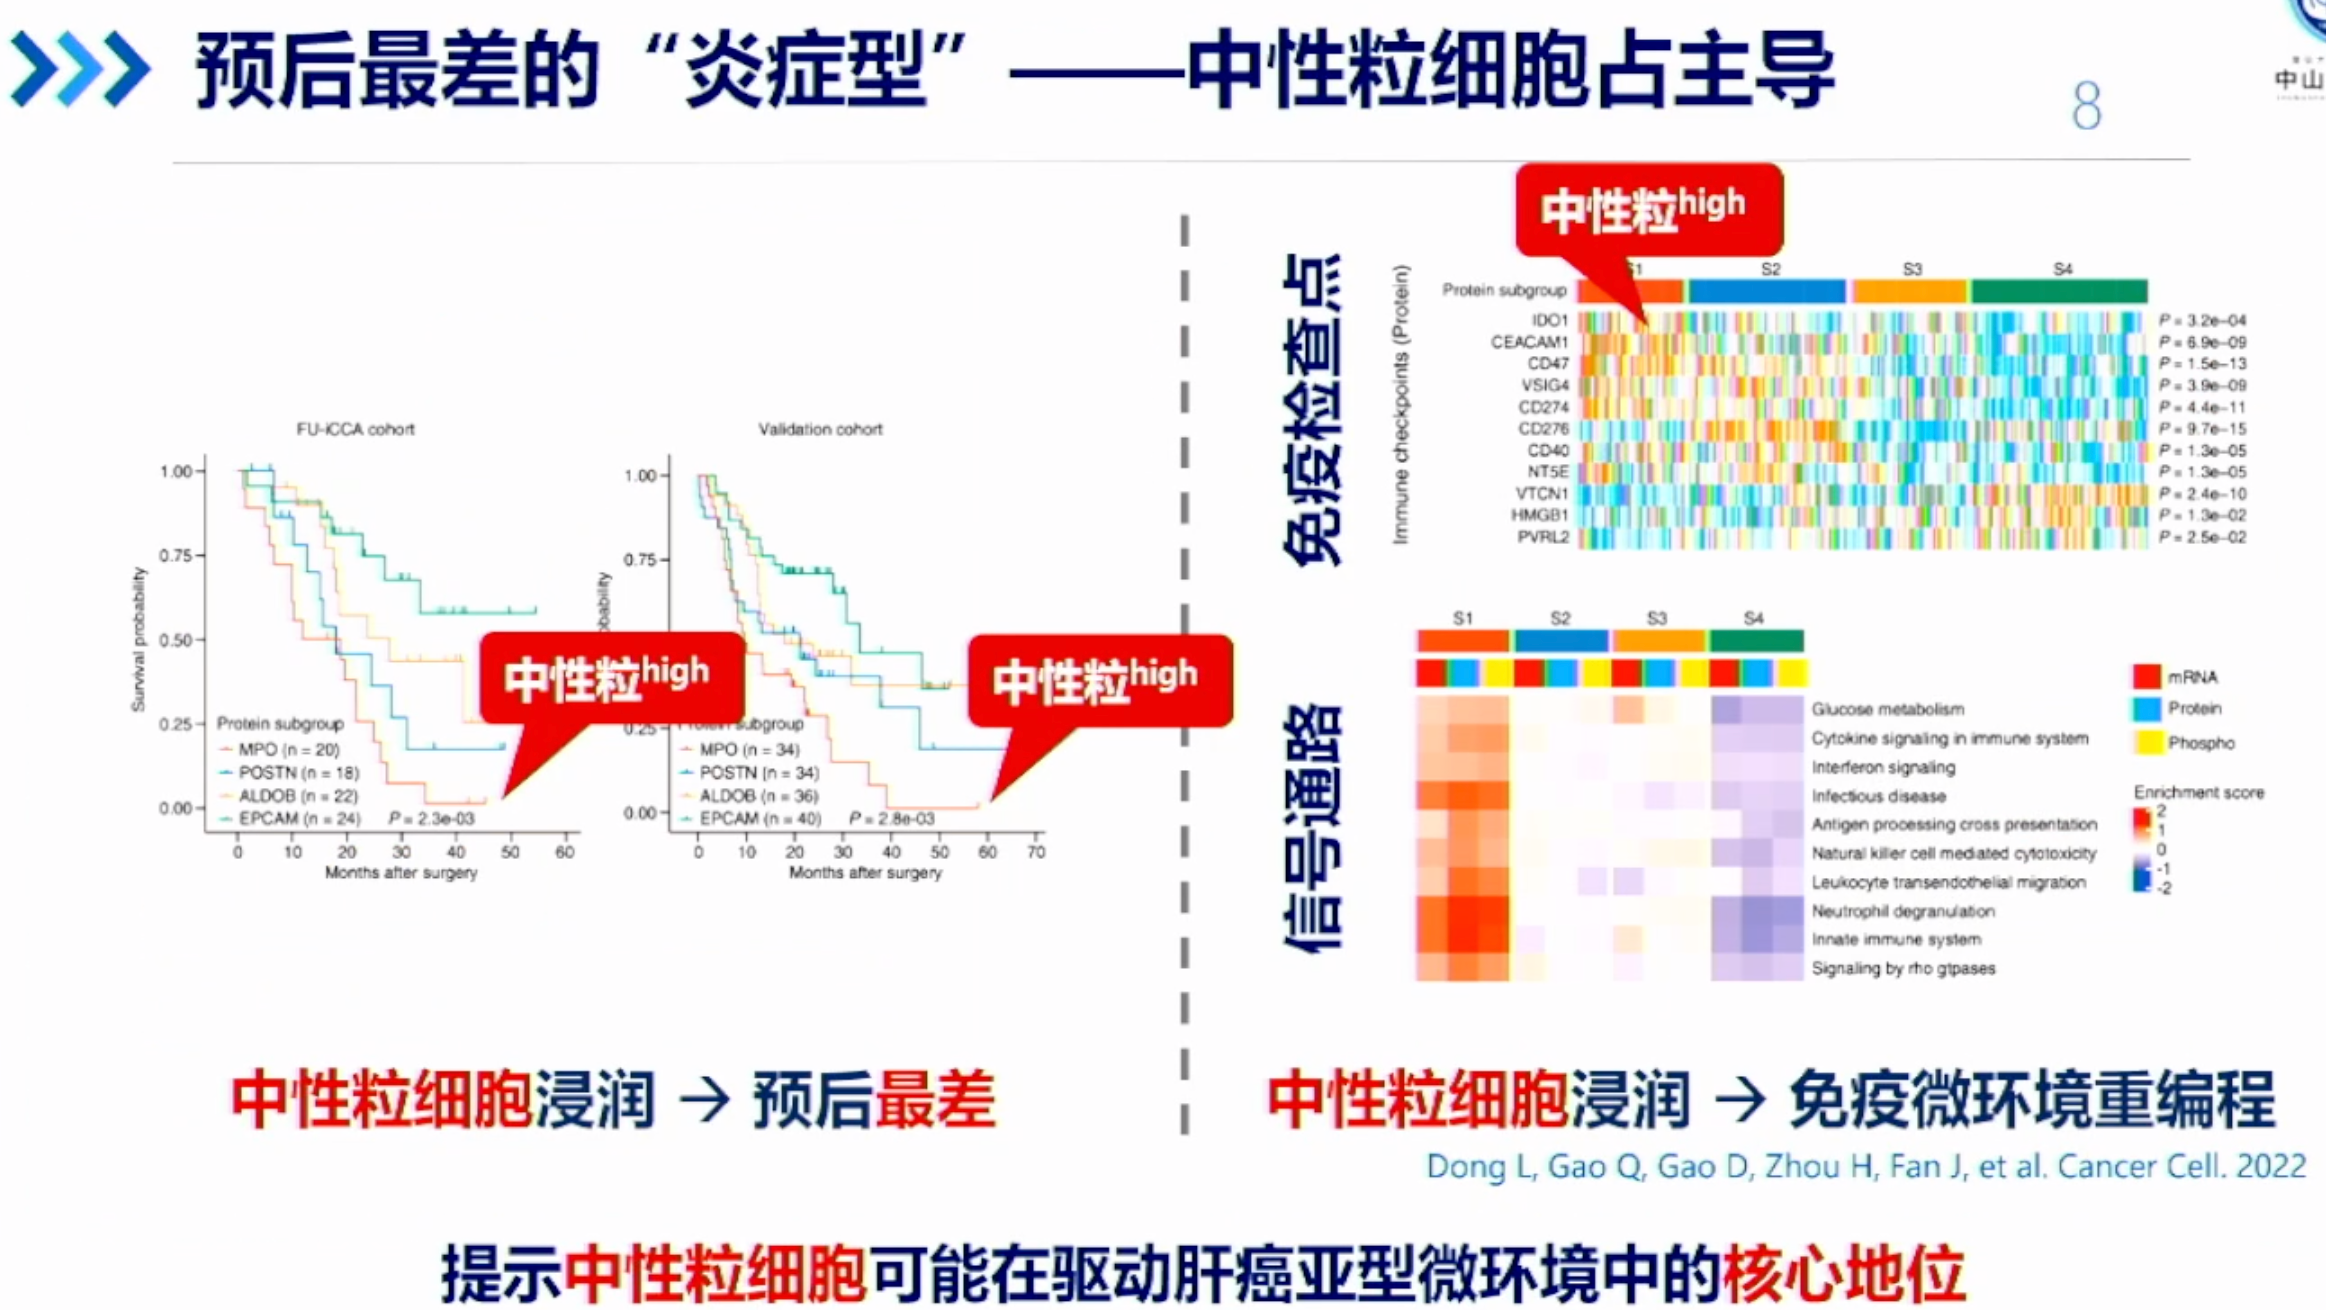 预后最差的“炎症型”——中性粒细胞占主导
8
中山
FU-iCCA cohort
1.00
0.75
0.50
0.25
0.00
Survival probability
中性粒high
Protein subgroup
MPO (n = 20)
POSTN (n = 18)
ALDOB (n = 22)
EPCAM (n = 24)
P = 2.3e-03
0 10 20 30 40 50 60
Months after surgery
Validation cohort
1.00
0.75
0.25
0.00
中性粒high
subgroup
MPO (n = 34)
POSTN (n = 34)
ALDOB (n = 36)
EPCAM (n = 40)
P = 2.8e-03
0 10 20 30 40 50 60 70
Months after surgery
中性粒细胞浸润 → 预后最差
免疫检查点
中性粒high
Immune checkpoints (Protein)
S1 S2 S3 S4
Protein subgroup
IDO1 P = 3.2e-04
CEACAM1 P = 6.9e-09
CD47 P = 1.5e-13
VSIG4 P = 3.9e-09
CD274 P = 4.4e-11
CD276 P = 9.7e-15
CD40 P = 1.3e-05
NT5E P = 1.3e-05
VTCN1 P = 2.4e-10
HMGB1 P = 1.3e-02
PVRL2 P = 2.5e-02
信号通路
S1 S2 S3 S4
Glucose metabolism
Cytokine signaling in immune system
Interferon signaling
Infectious disease
Antigen processing cross presentation
Natural killer cell mediated cytotoxicity
Leukocyte transendothelial migration
Neutrophil degranulation
Innate immune system
Signaling by rho gtpases
mRNA
Protein
Phospho
Enrichment score
2
1
0
-1
-2
中性粒细胞浸润 → 免疫微环境重编程
Dong L, Gao Q, Gao D, Zhou H, Fan J, et al. Cancer Cell. 2022
提示中性粒细胞可能在驱动肝癌亚型微环境中的核心地位